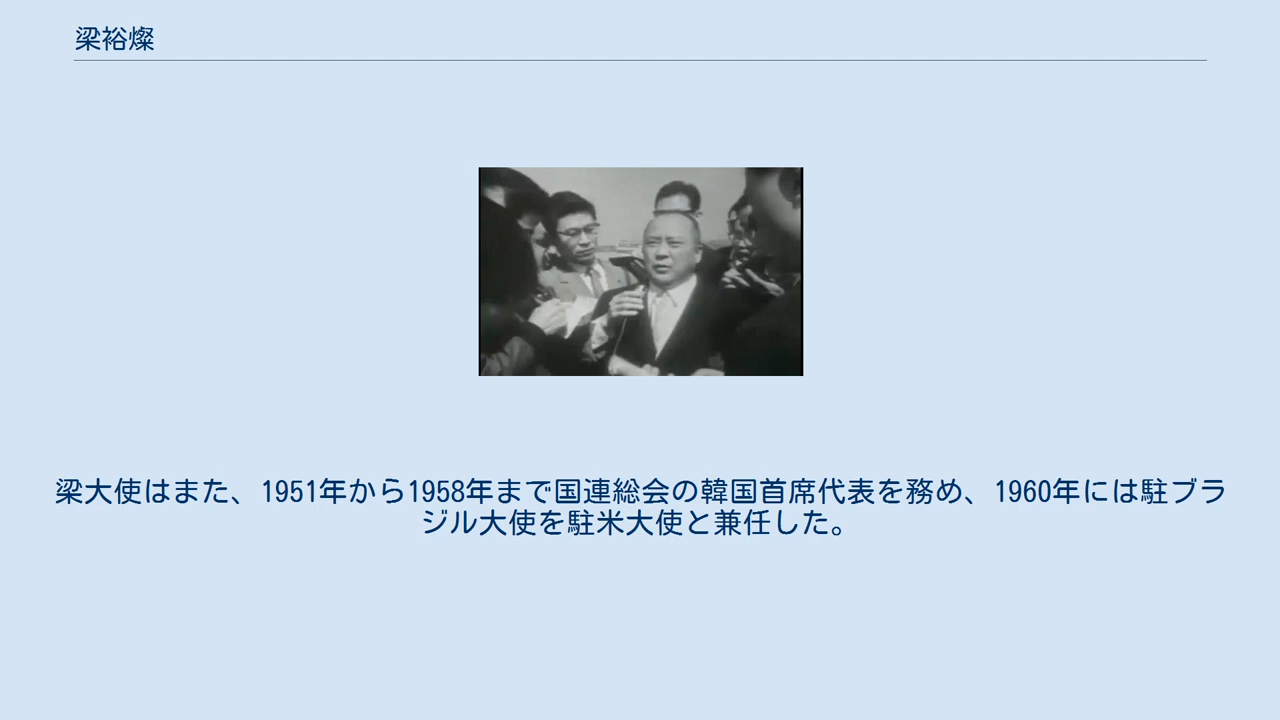 梁裕燦
梁大使はまた、1951年から1958年まで国連総会の韓国首席代表を務め、1960年には駐ブラ
ジル大使を駐米大使と兼任した。